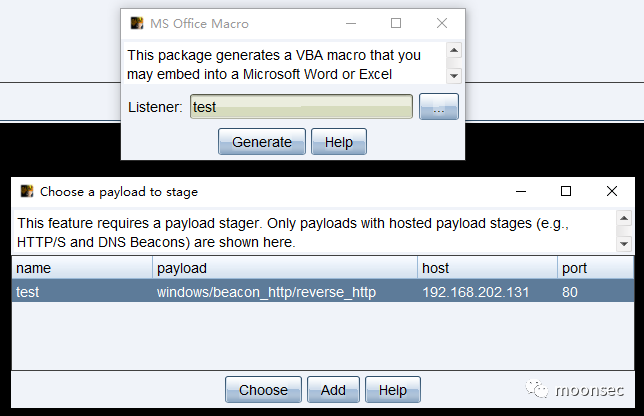 MS Office Macro
This package generates a VBA macro that you
may embed into a Microsoft Word or Excel
Listener: test ...
Generate Help
Choose a payload to stage
This feature requires a payload stager. Only payloads with hosted payload stages (e.g.,
HTTP/S and DNS Beacons) are shown here.
name payload host port
test windows/beacon_http/reverse_http 192.168.202.131 80
Choose Add Help
moonsec